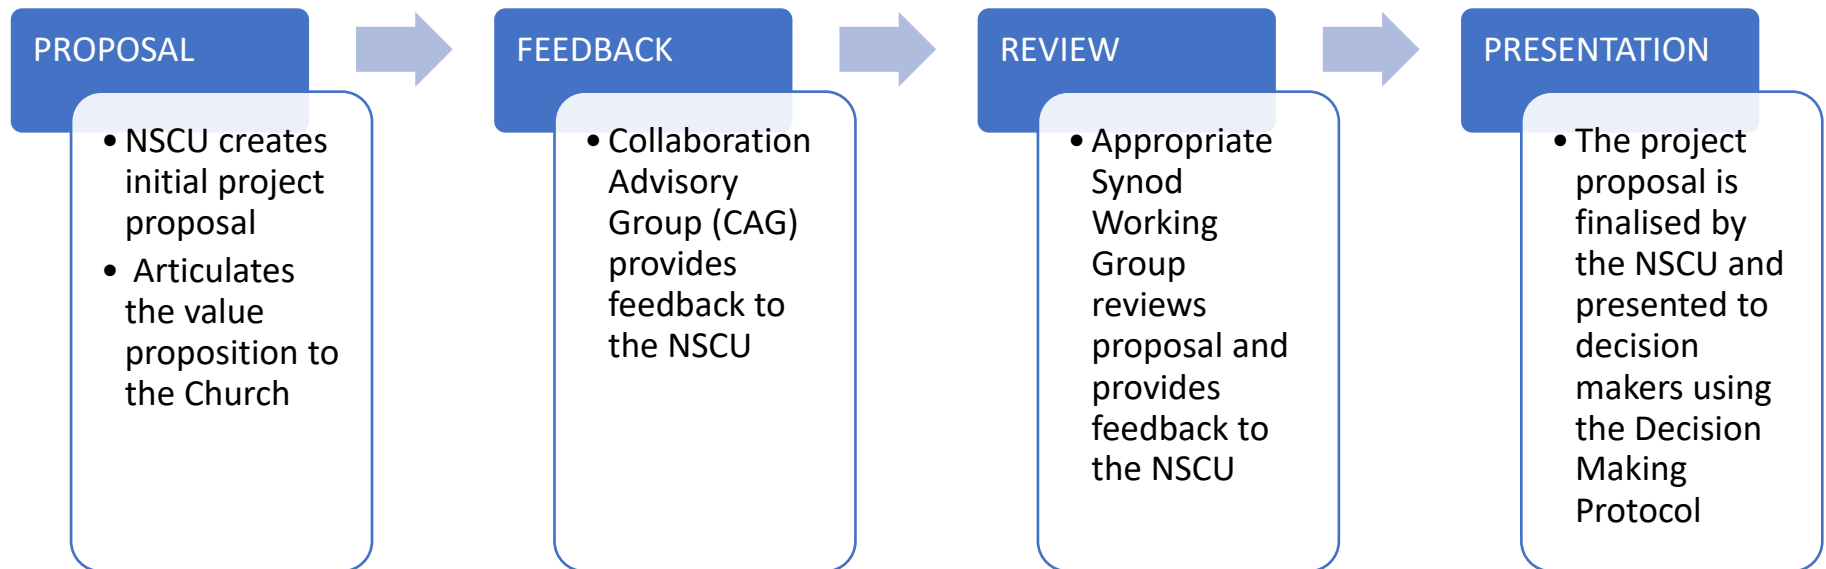 PROPOSAL
• NSCU creates
initial project
proposal
• Articulates
the value
proposition to
the Church
FEEDBACK
• Collaboration
Advisory
Group (CAG)
provides
feedback to
the NSCU
REVIEW
• Appropriate
Synod
Working
Group
reviews
proposal and
provides
feedback to
the NSCU
PRESENTATION
• The project
proposal is
finalised by
the NSCU and
presented to
decision
makers using
the Decision
Making
Protocol